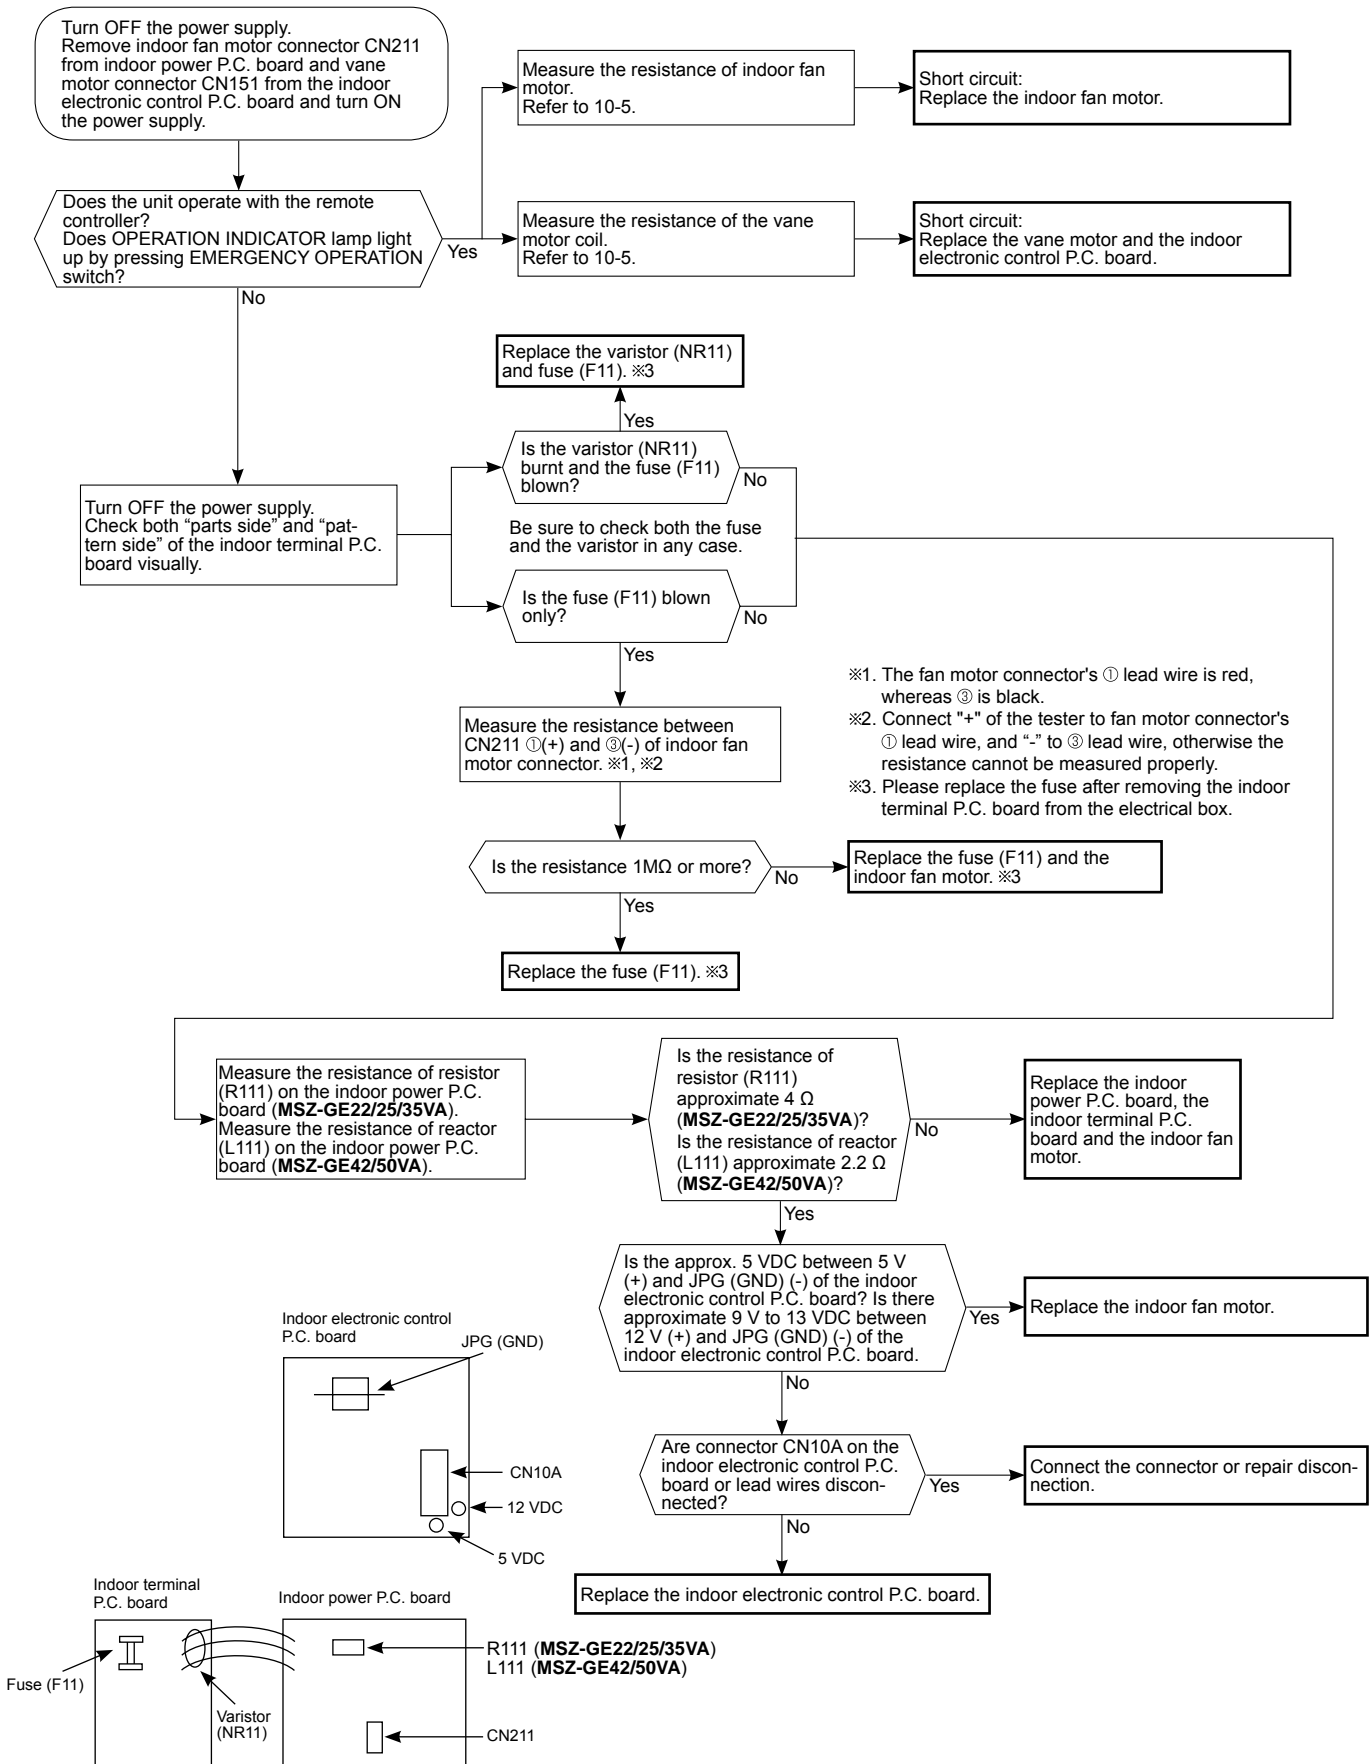 Turn OFF the power supply.
Remove indoor fan motor connector CN211
from indoor power P.C. board and vane
motor connector CN151 from the indoor
electronic control P.C. board and turn ON
the power supply.
Measure the resistance of indoor fan
motor.
Refer to 10-5.
Short circuit:
Replace the indoor fan motor.
Does the unit operate with the remote
controller?
Does OPERATION INDICATOR lamp light
up by pressing EMERGENCY OPERATION
switch?
Yes
Measure the resistance of the vane
motor coil.
Refer to 10-5.
Short circuit:
Replace the vane motor and the indoor
electronic control P.C. board.
No
Replace the varistor (NR11)
and fuse (F11). ※3
Yes
Is the varistor (NR11)
burnt and the fuse (F11)
blown?
No
Turn OFF the power supply.
Check both “parts side” and “pat-
tern side” of the indoor terminal P.C.
board visually.
Be sure to check both the fuse
and the varistor in any case.
Is the fuse (F11) blown
only?
No
Yes
※1. The fan motor connector's ① lead wire is red,
whereas ③ is black.
※2. Connect "+" of the tester to fan motor connector's
① lead wire, and “-” to ③ lead wire, otherwise the
resistance cannot be measured properly.
※3. Please replace the fuse after removing the indoor
terminal P.C. board from the electrical box.
Measure the resistance between
CN211 ①(+) and ③(-) of indoor fan
motor connector. ※1, ※2
Is the resistance 1MΩ or more?
No
Replace the fuse (F11) and the
indoor fan motor. ※3
Yes
Replace the fuse (F11). ※3
Measure the resistance of resistor
(R111) on the indoor power P.C.
board (MSZ-GE22/25/35VA).
Measure the resistance of reactor
(L111) on the indoor power P.C.
board (MSZ-GE42/50VA).
Is the resistance of
resistor (R111)
approximate 4 Ω
(MSZ-GE22/25/35VA)?
Is the resistance of reactor
(L111) approximate 2.2 Ω
(MSZ-GE42/50VA)?
No
Replace the indoor
power P.C. board, the
indoor terminal P.C.
board and the indoor fan
motor.
Yes
Is the approx. 5 VDC between 5 V
(+) and JPG (GND) (-) of the indoor
electronic control P.C. board? Is there
approximate 9 V to 13 VDC between
12 V (+) and JPG (GND) (-) of the
indoor electronic control P.C. board.
Yes
Replace the indoor fan motor.
No
Indoor electronic control
P.C. board
JPG (GND)
CN10A
12 VDC
5 VDC
Are connector CN10A on the
indoor electronic control P.C.
board or lead wires discon-
nected?
Yes
Connect the connector or repair discon-
nection.
No
Replace the indoor electronic control P.C. board.
Indoor terminal
P.C. board
Indoor power P.C. board
Fuse (F11)
Varistor
(NR11)
R111 (MSZ-GE22/25/35VA)
L111 (MSZ-GE42/50VA)
CN211